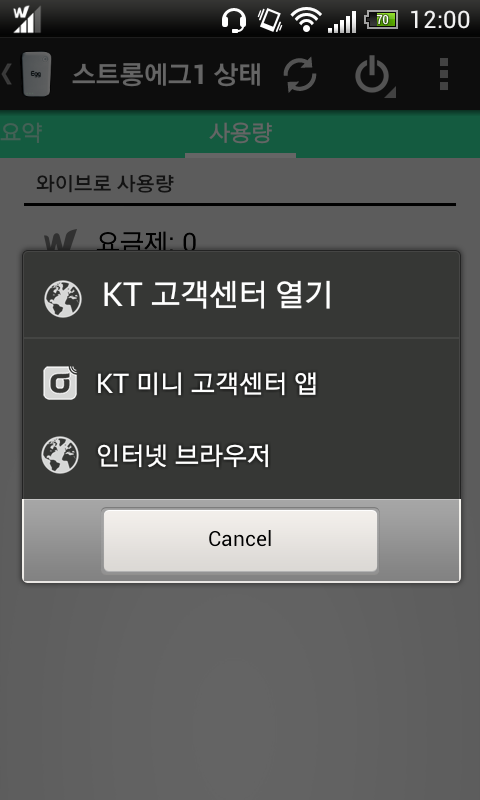 W
70
12:00
Egg
스트롱에그1 상태
요약
사용량
와이브로 사용량
W
요금제: 0
KT 고객센터 열기
KT 미니 고객센터 앱
인터넷 브라우저
Cancel